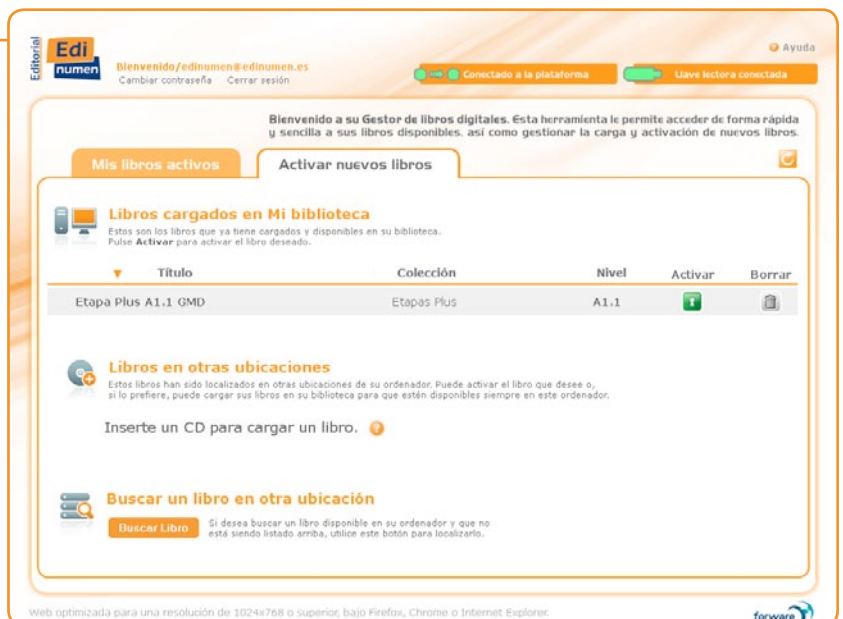 Editorial
Edi
numen
Bienvenido/edinumen@edinumen.es
Cambiar contraseña Cerrar sesión
Ayuda
Conectado a la plataforma
Llave lectora conectada
Bienvenido a su Gestor de libros digitales. Esta herramienta le permite acceder de forma rápida
y sencilla a sus libros disponibles, así como gestionar la carga y activación de nuevos libros.
Mis libros activos
Activar nuevos libros
Libros cargados en Mi biblioteca
Estos son los libros que ya tiene cargados y disponibles en su biblioteca.
Pulse Activar para activar el libro deseado.
Título Colección Nivel Activar Borrar
Etapa Plus A1.1 GMD Etapas Plus A1.1
Libros en otras ubicaciones
Estos libros han sido localizados en otras ubicaciones de su ordenador. Puede activar el libro que desee o,
si lo prefiere, puede cargar sus libros en su biblioteca para que estén disponibles siempre en este ordenador.
Inserte un CD para cargar un libro. ?
Buscar un libro en otra ubicación
Buscar Libro
Si desea buscar un libro disponible en su ordenador y que no
está siendo listado arriba, utilice este botón para localizarlo.
Web optimizada para una resolución de 1024x768 o superior, bajo Firefox, Chrome o Internet Explorer.
forware